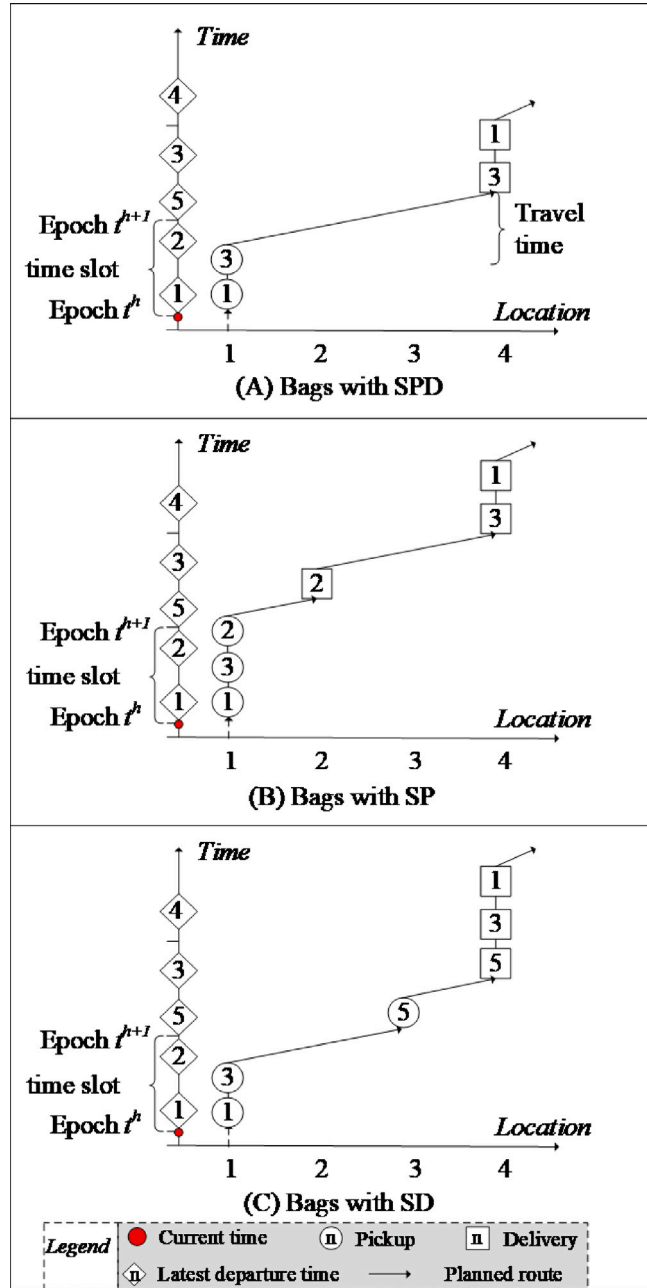 Time
4
3
1
3
5
Epoch t^{h+1}
2
time slot
3
Travel time
1
Epoch t^h
1
Location
1 2 3 4
(A) Bags with SPD
Time
4
1
3
3
2
5
Epoch t^{h+1}
2
2
time slot
3
1
Epoch t^h
1
Location
1 2 3 4
(B) Bags with SP
Time
1
4
3
3
5
5
5
Epoch t^{h+1}
2
time slot
3
1
Epoch t^h
1
Location
1 2 3 4
(C) Bags with SD
Legend
Current time n Pickup n Delivery
n Latest departure time Planned route